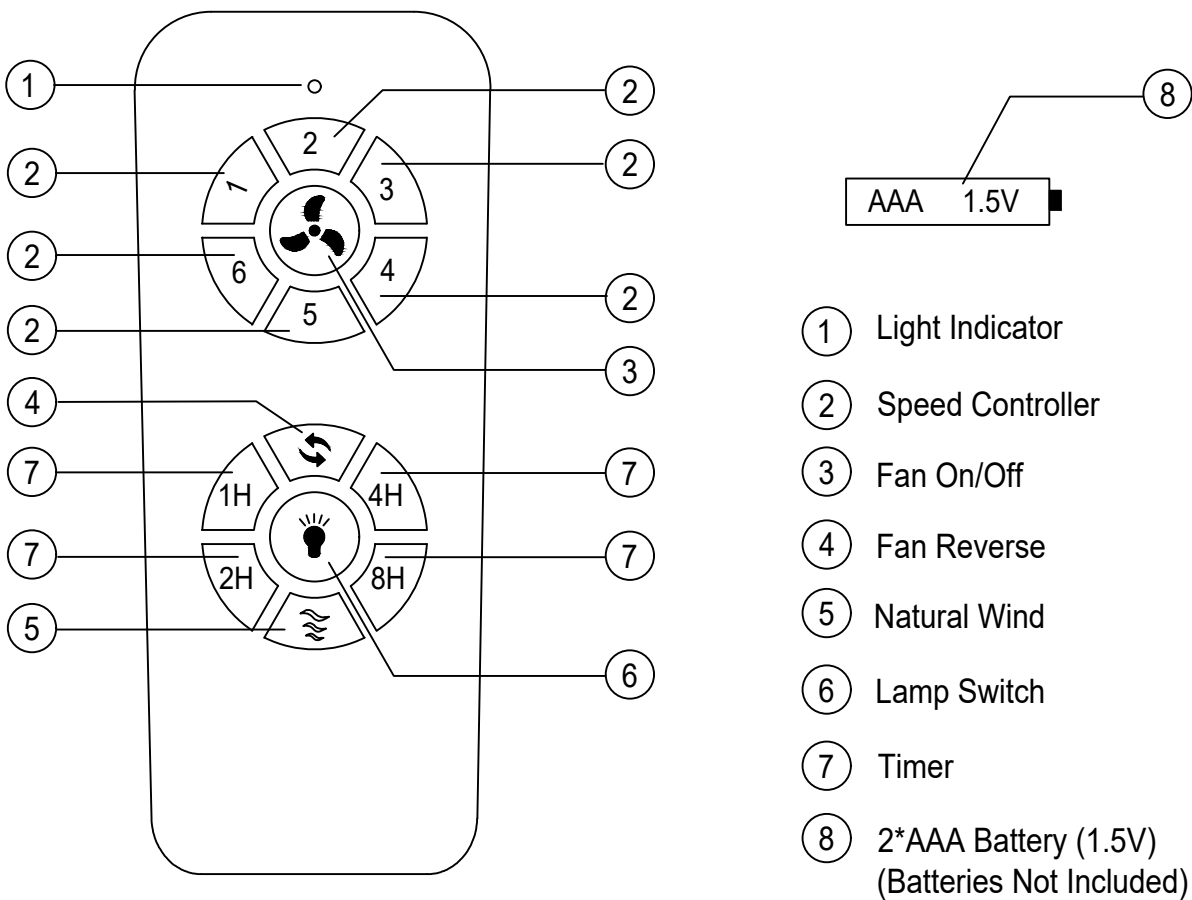 1
2
2
2
3
1
2
2
6
4
2
5
2
2
3
4
7
1H
4H
7
7
2H
8H
7
5
6
8
AAA 1.5V
1 Light Indicator
2 Speed Controller
3 Fan On/Off
4 Fan Reverse
5 Natural Wind
6 Lamp Switch
7 Timer
8 2*AAA Battery (1.5V)
(Batteries Not Included)